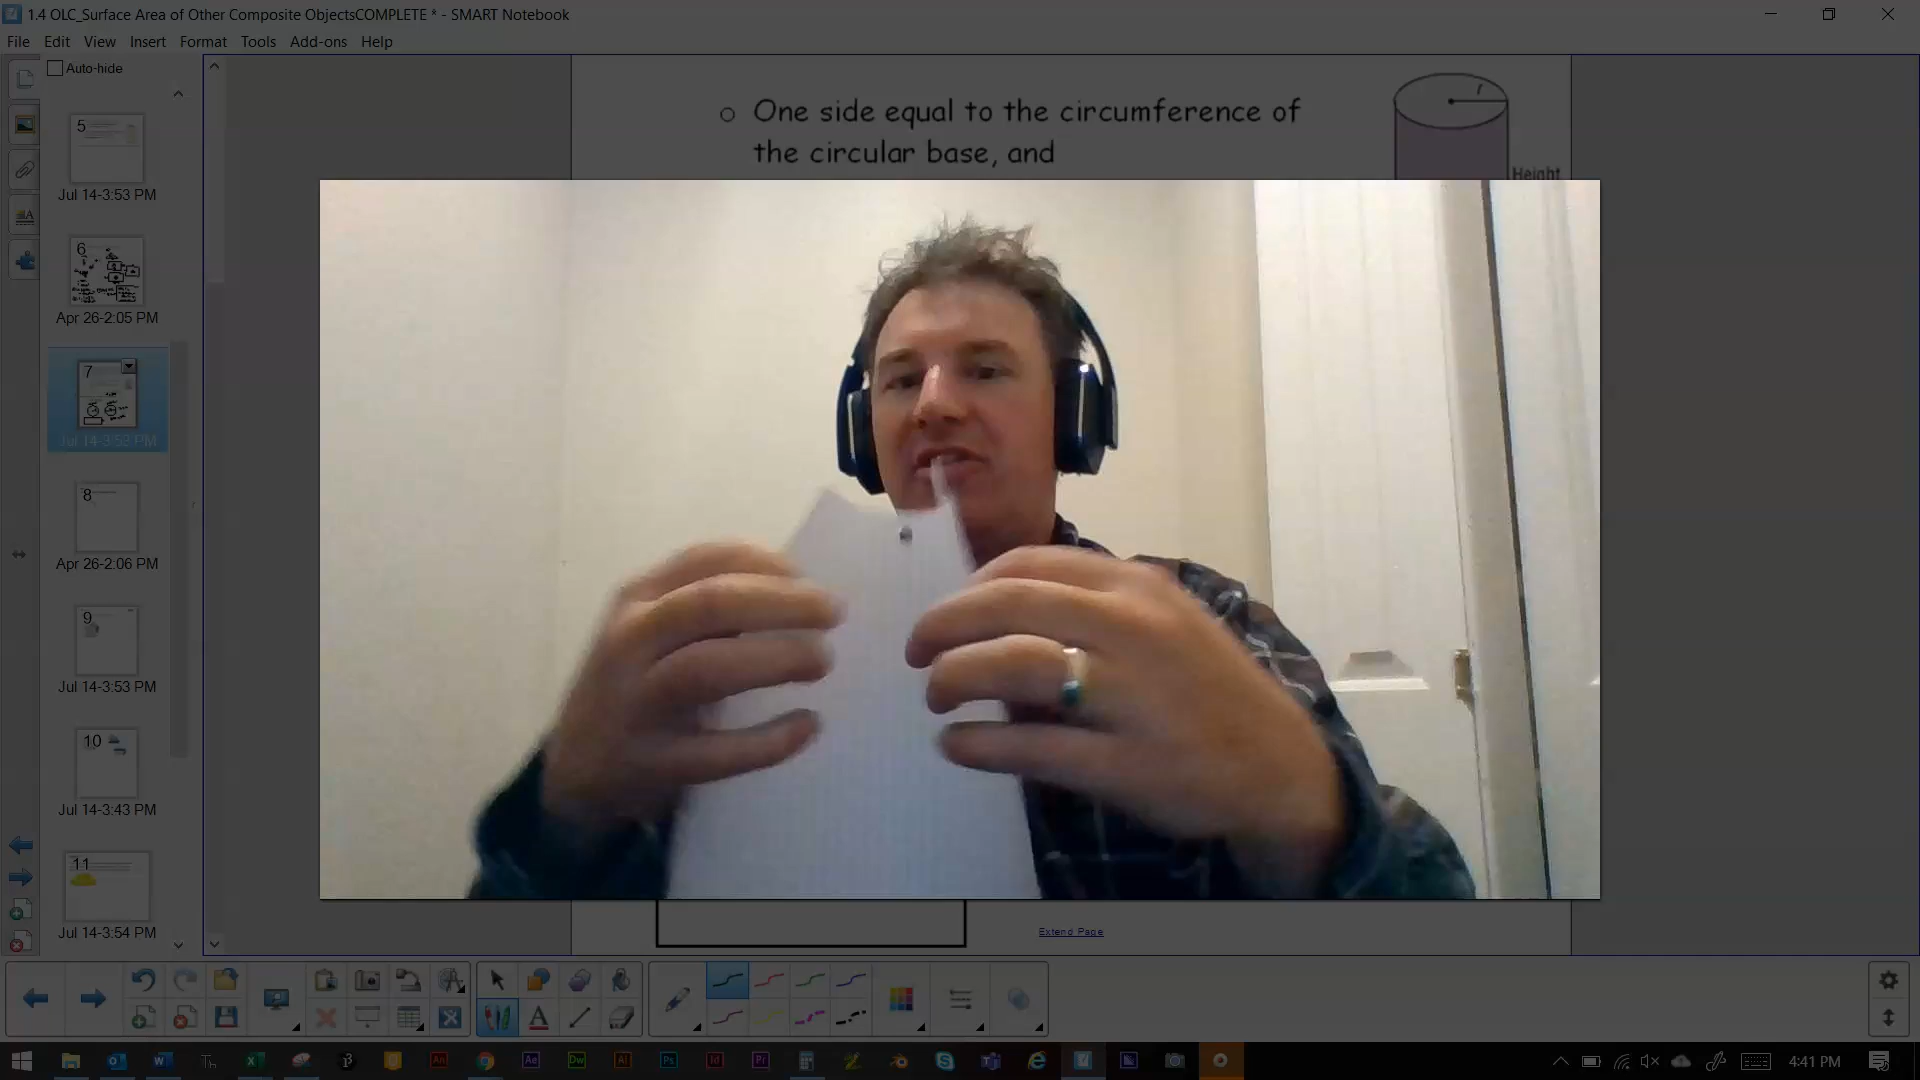 1.4 OLC_Surface Area of Other Composite ObjectsCOMPLETE * - SMART Notebook
File Edit View Insert Format Tools Add-ons Help
Auto-hide
5
Jul 14-3:53 PM
6
Apr 26-2:05 PM
7
Jul 14-3:52 PM
8
Apr 26-2:06 PM
9
Jul 14-3:53 PM
10
Jul 14-3:43 PM
11
Jul 14-3:54 PM
One side equal to the circumference of
the circular base, and
r
Height
Extend Page
4:41 PM